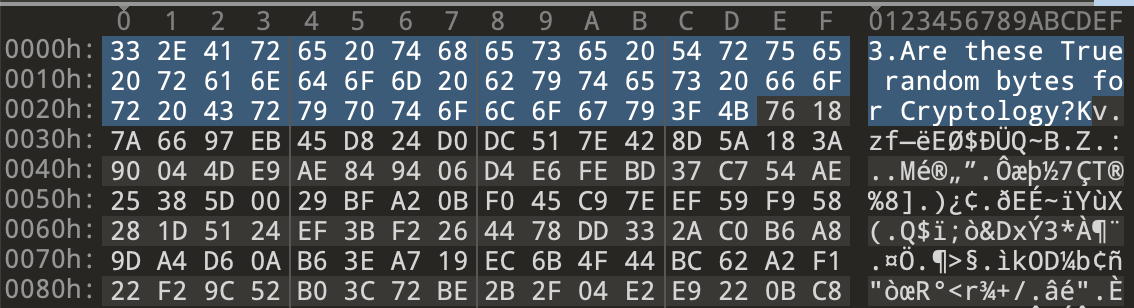 0 1 2 3 4 5 6 7 8 9 A B C D E F 0123456789ABCDEF
0000h: 33 2E 41 72 65 20 74 68 65 73 65 20 54 72 75 65 3.Are these True
0010h: 20 72 61 6E 64 6F 6D 20 62 79 74 65 73 20 66 6F  random bytes fo
0020h: 72 20 43 72 79 70 74 6F 6C 6F 67 79 3F 4B 76 18 r Cryptology?Kv.
0030h: 7A 66 97 EB 45 D8 24 D0 DC 51 7E 42 8D 5A 18 3A zf—ëEØ$ÐÜQ~B.Z.:
0040h: 90 04 4D E9 AE 84 94 06 D4 E6 FE BD 37 C7 54 AE ..Mé®„”.Ôæþ½7ÇT®
0050h: 25 38 5D 00 29 BF A2 0B F0 45 C9 7E EF 59 F9 58 %8].)¿¢.ðEÉ~ïYùX
0060h: 28 1D 51 24 EF 3B F2 26 44 78 DD 33 2A C0 B6 A8 (.Q$ï;ò&DxÝ3*À¶¨
0070h: 9D A4 D6 0A B6 3E A7 19 EC 6B 4F 44 BC 62 A2 F1 .¤Ö.¶>§.ìkOD¼b¢ñ
0080h: 22 F2 9C 52 B0 3C 72 BE 2B 2F 04 E2 E9 22 0B C8 "òœR°<r¾+/.âé".È